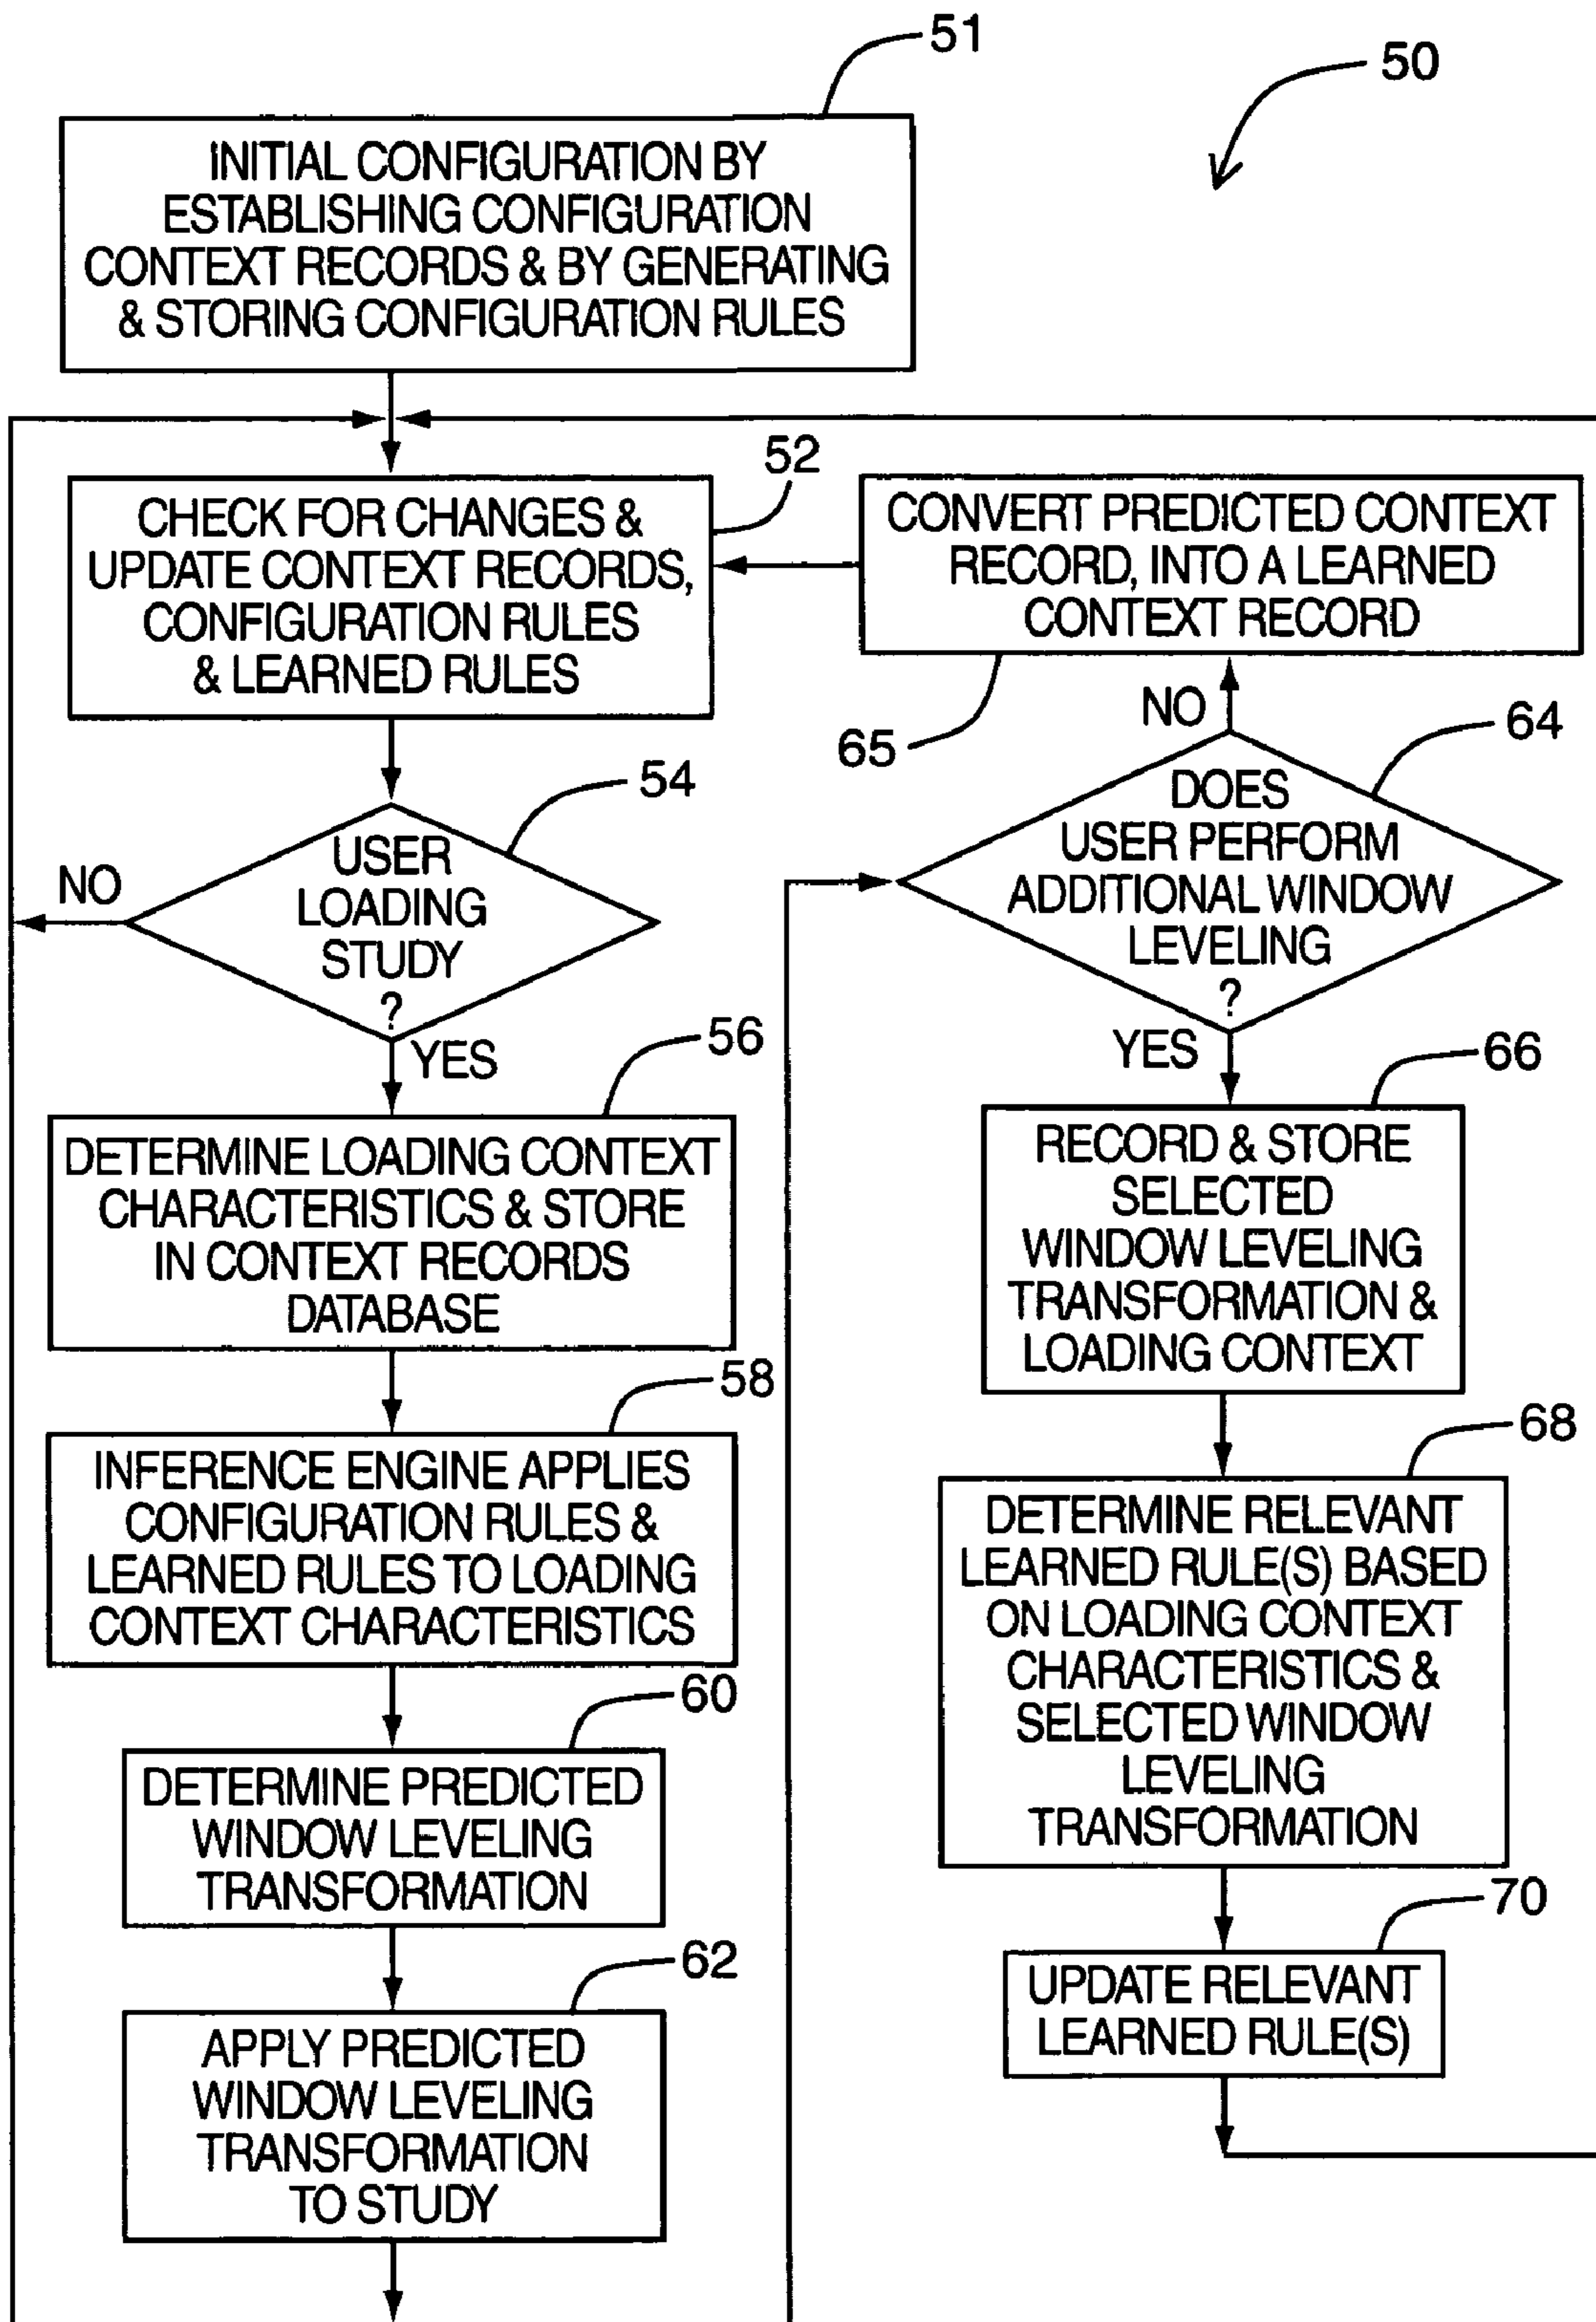 51
50
INITIAL CONFIGURATION BY
ESTABLISHING CONFIGURATION
CONTEXT RECORDS & BY GENERATING
& STORING CONFIGURATION RULES
52
CHECK FOR CHANGES &
UPDATE CONTEXT RECORDS,
CONFIGURATION RULES
& LEARNED RULES
54
USER
LOADING
STUDY
?
NO
YES
56
DETERMINE LOADING CONTEXT
CHARACTERISTICS & STORE
IN CONTEXT RECORDS
DATABASE
58
INFERENCE ENGINE APPLIES
CONFIGURATION RULES &
LEARNED RULES TO LOADING
CONTEXT CHARACTERISTICS
60
DETERMINE PREDICTED
WINDOW LEVELING
TRANSFORMATION
62
APPLY PREDICTED
WINDOW LEVELING
TRANSFORMATION
TO STUDY
CONVERT PREDICTED CONTEXT
RECORD, INTO A LEARNED
CONTEXT RECORD
65
NO
64
DOES
USER PERFORM
ADDITIONAL WINDOW
LEVELING
?
YES
66
RECORD & STORE
SELECTED
WINDOW LEVELING
TRANSFORMATION &
LOADING CONTEXT
68
DETERMINE RELEVANT
LEARNED RULE(S) BASED
ON LOADING CONTEXT
CHARACTERISTICS &
SELECTED WINDOW
LEVELING
TRANSFORMATION
70
UPDATE RELEVANT
LEARNED RULE(S)